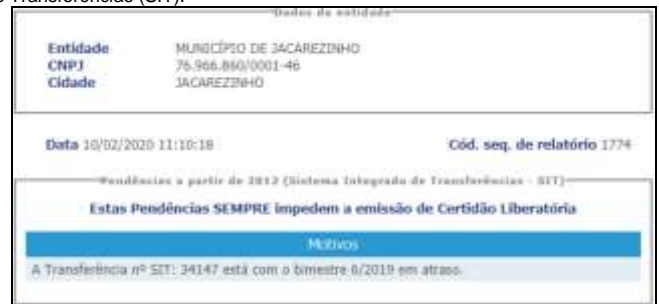 Transferências (SIT).
Dados da entidade
Entidade MUNICÍPIO DE JACAREZINHO
CNPJ 76.966.860/0001-46
Cidade JACAREZINHO
Data 10/02/2020 11:10:18 Cód. seq. de relatório 1774
Pendências a partir de 2012 (Sistema Integrado de Transferências - SIT)
Estas Pendências SEMPRE impedem a emissão de Certidão Liberatória
Motivos
A Transferência nº SIT: 34147 está com o bimestre 6/2019 em atraso.